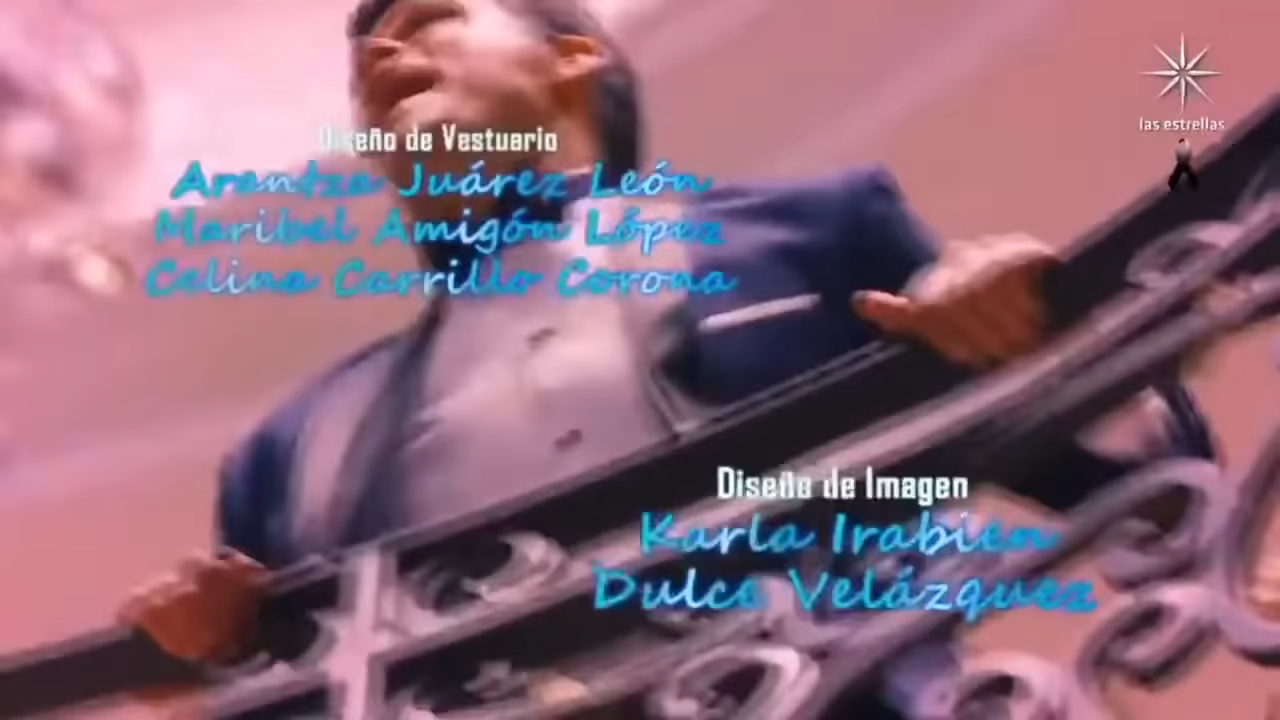 las estrellas
Diseño de Vestuario
Arantza Juárez León
Maribel Amigón López
Celina Carrillo Corona
Diseño de Imagen
Karla Irabien
Dulce Velázquez